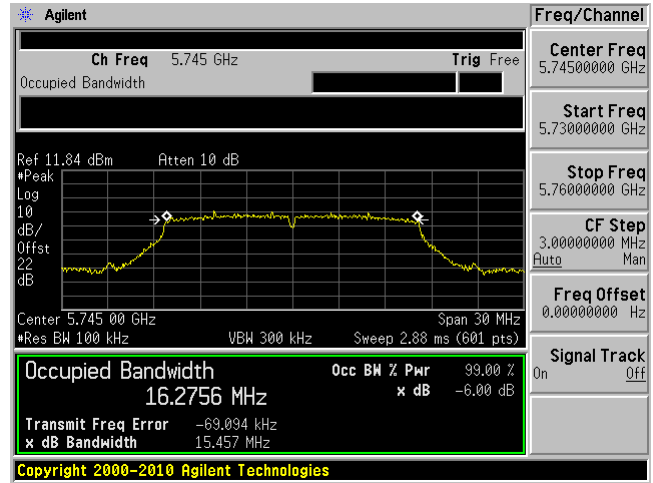 Agilent
Freq/Channel
Ch Freq 5.745 GHz Trig Free
Occupied Bandwidth
Center Freq
5.74500000 GHz
Start Freq
5.73000000 GHz
Stop Freq
5.76000000 GHz
CF Step
3.00000000 MHz
Auto Man
Freq Offset
0.00000000 Hz
Signal Track
On Off
Ref 11.84 dBm Atten 10 dB
#Peak
Log
10
dB/
Offst
22
dB
Center 5.745 00 GHz Span 30 MHz
#Res BW 100 kHz VBW 300 kHz Sweep 2.88 ms (601 pts)
Occupied Bandwidth
16.2756 MHz
Occ BW % Pwr 99.00 %
x dB -6.00 dB
Transmit Freq Error -69.094 kHz
x dB Bandwidth 15.457 MHz
Copyright 2000-2010 Agilent Technologies